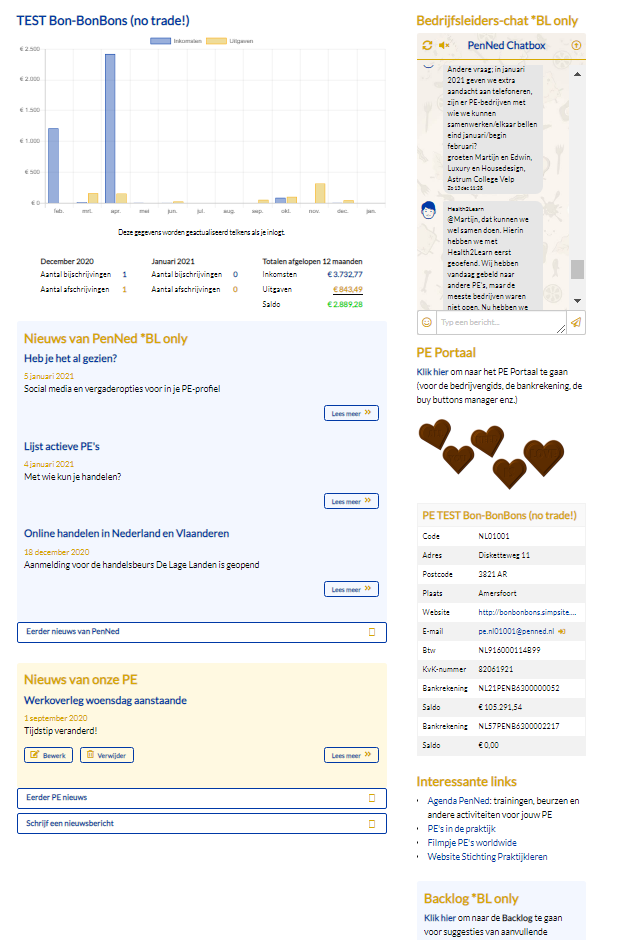 TEST Bon-BonBons (no trade!)
Inkomsten Uitgaven
€ 2.500
€ 2.000
€ 1.500
€ 1.000
€ 500
€ 0
feb. mrt. apr. mei jun. jul. aug. sep. okt. nov. dec. jan.
Deze gegevens worden geactualiseerd telkens als je inlogt.
December 2020
Aantal bijschrijvingen 1
Aantal afschrijvingen 1
Januari 2021
Aantal bijschrijvingen 0
Aantal afschrijvingen 0
Totalen afgelopen 12 maanden
Inkomsten € 3.732,77
Uitgaven € 843,49
Saldo € 2.889,28
Nieuws van PenNed *BL only
Heb je het al gezien?
5 januari 2021
Social media en vergaderopties voor in je PE-profiel
Lees meer
Lijst actieve PE's
4 januari 2021
Met wie kun je handelen?
Lees meer
Online handelen in Nederland en Vlaanderen
18 december 2020
Aanmelding voor de handelsbeurs De Lage Landen is geopend
Lees meer
Eerder nieuws van PenNed
Nieuws van onze PE
Werkoverleg woensdag aanstaande
1 september 2020
Tijdstip veranderd!
Bewerk Verwijder Lees meer
Eerder PE nieuws
Schrijf een nieuwsbericht
Bedrijfsleiders-chat *BL only
PenNed Chatbox
Andere vraag; in januari
2021 geven we extra
aandacht aan telefoneren,
zijn er PE-bedrijven met
wie we kunnen
samenwerken/elkaar bellen
eind januari/begin
februari?
groeten Martijn en Edwin,
Luxury en Housedesign,
Astrum College Velp
Zo 13 dec 11:28
Health2Learn
@Martijn, dat kunnen we
wel samen doen. Hierin
hebben we met
Health2Learn eerst
geoefend. Wij hebben
vandaag gebeld naar
andere PE's, maar de
meeste bedrijven waren
niet open. Nu hebben we
Typ een bericht...
PE Portaal
Klik hier om naar het PE Portaal te gaan
(voor de bedrijvengids, de bankrekening, de
buy buttons manager enz.)
PE TEST Bon-BonBons (no trade!)
Code NL01001
Adres Disketteweg 11
Postcode 3821 AR
Plaats Amersfoort
Website http://bonbonbons.simpsite....
E-mail pe.nl01001@penned.nl
Btw NL916000114B99
KvK-nummer 82061921
Bankrekening NL21PENB6300000052
Saldo € 105.291,54
Bankrekening NL57PENB6300002217
Saldo € 0,00
Interessante links
• Agenda PenNed: trainingen, beurzen en
andere activiteiten voor jouw PE
• PE's in de praktijk
• Filmpje PE's worldwide
• Website Stichting Praktijkleren
Backlog *BL only
Klik hier om naar de Backlog te gaan
voor suggesties van aanvullende